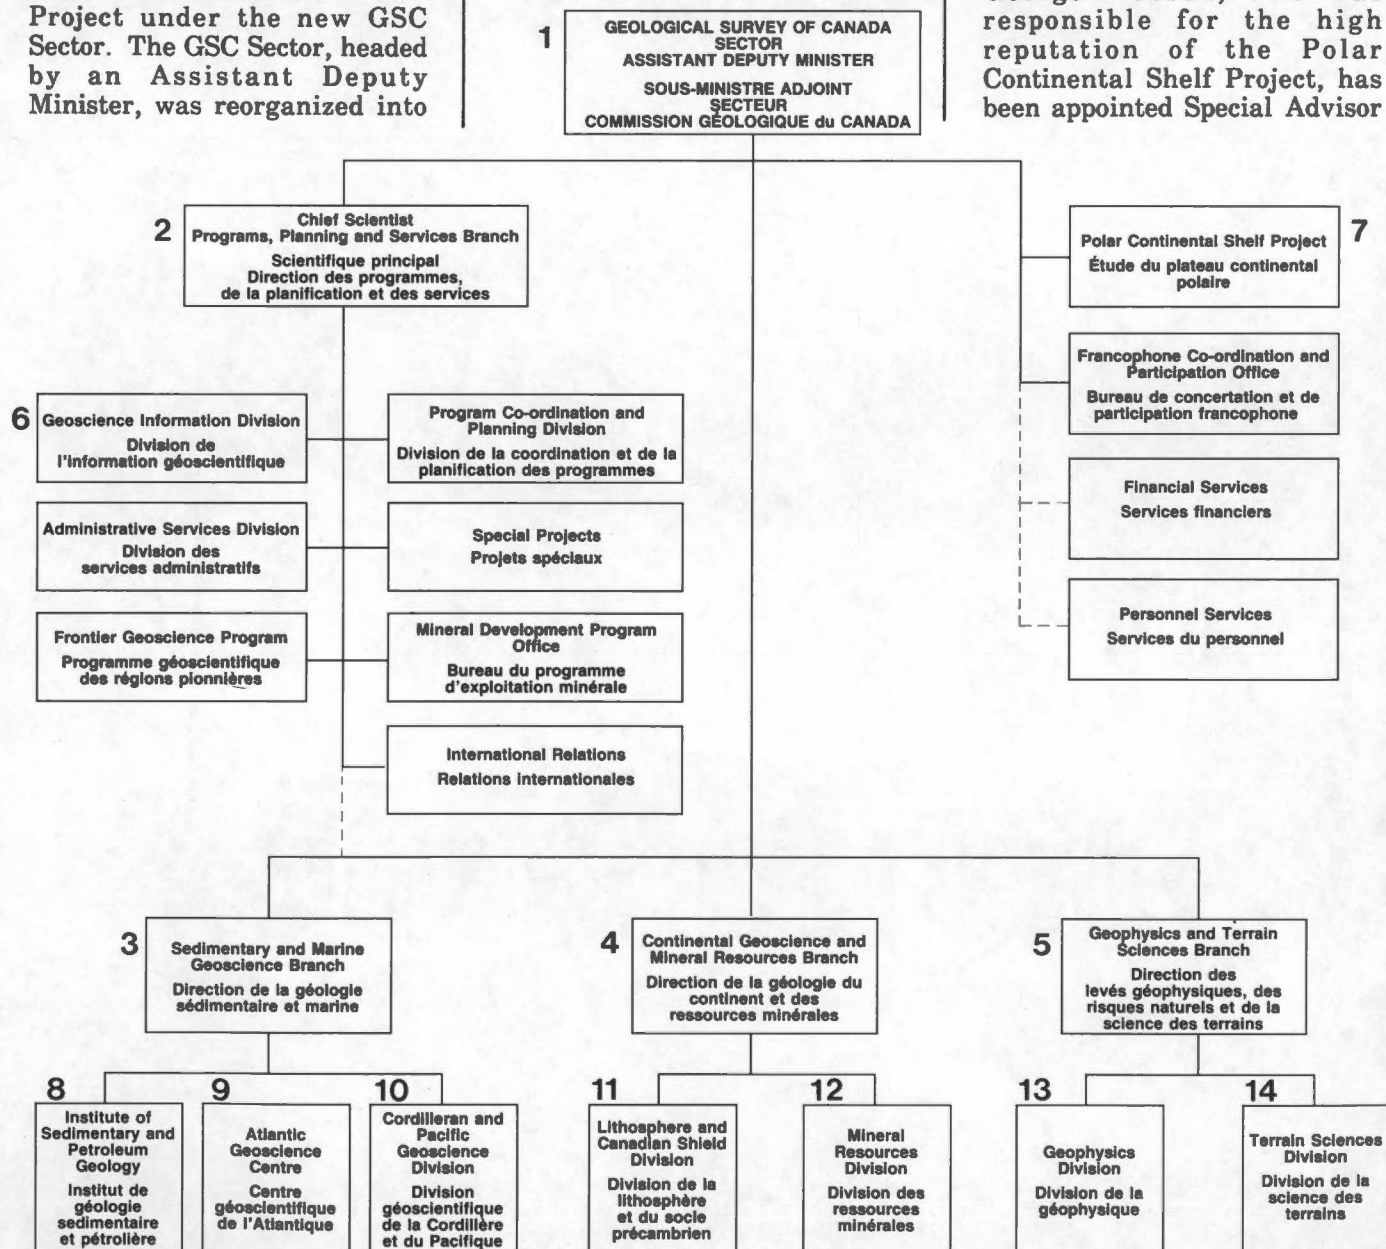 Project under the new GSC
Sector. The GSC Sector, headed
by an Assistant Deputy
Minister, was reorganized into
responsible for the high
reputation of the Polar
Continental Shelf Project, has
been appointed Special Advisor
1
GEOLOGICAL SURVEY OF CANADA
SECTOR
ASSISTANT DEPUTY MINISTER
SOUS-MINISTRE ADJOINT
SECTEUR
COMMISSION GÉOLOGIQUE du CANADA
2
Chief Scientist
Programs, Planning and Services Branch
Scientifique principal
Direction des programmes,
de la planification et des services
7
Polar Continental Shelf Project
Étude du plateau continental
polaire
Francophone Co-ordination and
Participation Office
Bureau de concertation et de
participation francophone
Financial Services
Services financiers
Personnel Services
Services du personnel
6
Geoscience Information Division
Division de
l'information géoscientifique
Program Co-ordination and
Planning Division
Division de la coordination et de la
planification des programmes
Administrative Services Division
Division des
services administratifs
Special Projects
Projets spéciaux
Frontier Geoscience Program
Programme géoscientifique
des régions pionnières
Mineral Development Program
Office
Bureau du programme
d'exploitation minérale
International Relations
Relations internationales
3
Sedimentary and Marine
Geoscience Branch
Direction de la géologie
sédimentaire et marine
4
Continental Geoscience and
Mineral Resources Branch
Direction de la géologie du
continent et des
ressources minérales
5
Geophysics and Terrain
Sciences Branch
Direction des
levés géophysiques, des
risques naturels et de la
science des terrains
8
Institute of
Sedimentary and
Petroleum
Geology
Institut de
géologie
sedimentaire
et pétrolière
9
Atlantic
Geoscience
Centre
Centre
géoscientifique
de l'Atlantique
10
Cordilleran and
Pacific
Geoscience
Division
Division
géoscientifique
de la Cordillère
et du Pacifique
11
Lithosphere and
Canadian Shield
Division
Division de la
lithosphère
et du socle
précambrien
12
Mineral
Resources
Division
Division des
ressources
minérales
13
Geophysics
Division
Division de la
géophysique
14
Terrain Sciences
Division
Division de la
science des
terrains